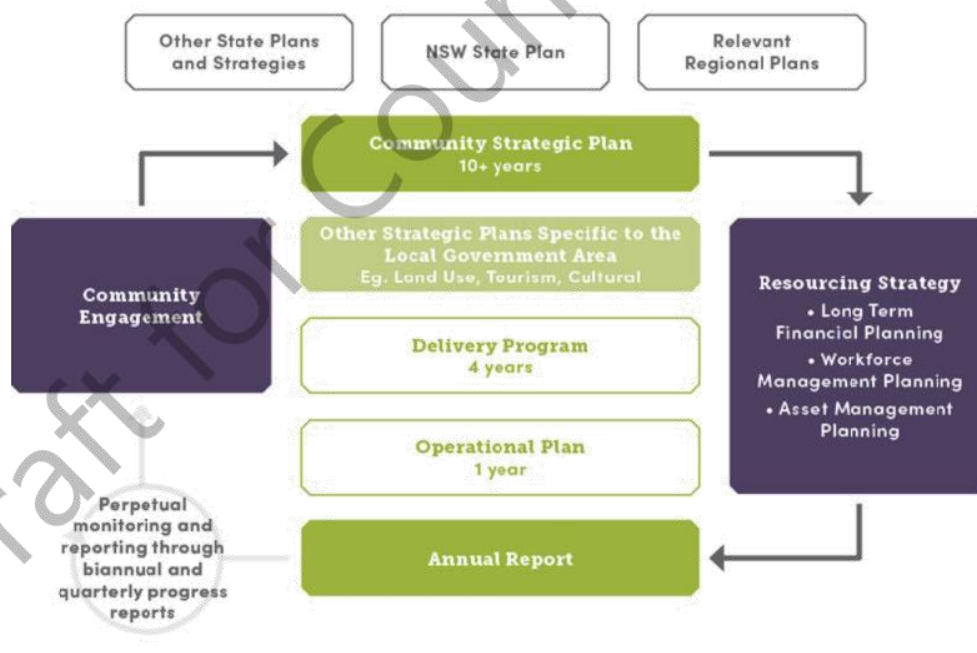 Other State Plans
and Strategies
NSW State Plan
Relevant
Regional Plans
Community Strategic Plan
10+ years
Other Strategic Plans Specific to the
Local Government Area
Eg. Land Use, Tourism, Cultural
Community
Engagement
Resourcing Strategy
• Long Term
Financial Planning
• Workforce
Management Planning
• Asset Management
Planning
Delivery Program
4 years
Operational Plan
1 year
Annual Report
Perpetual
monitoring and
reporting through
biannual and
quarterly progress
reports
raft for Coun